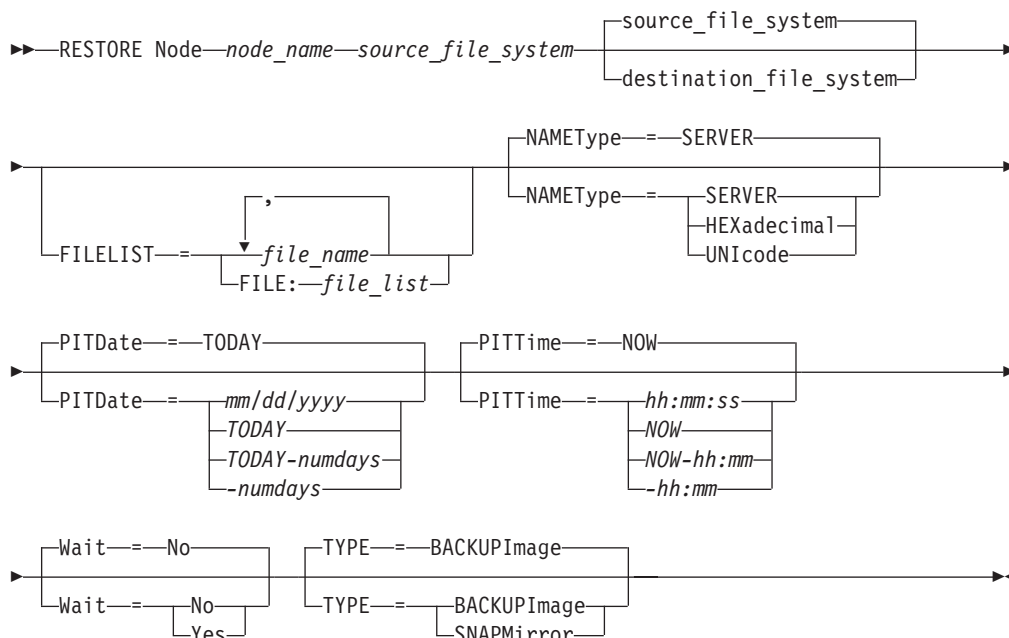 source_file_system
RESTORE Node node_name source_file_system
destination_file_system
NAMEType = SERVER
,
NAMEType = SERVER
HEXadecimal
FILELIST = file_name
UNIcode
FILE: file_list
PITDate = TODAY PITTime = NOW
PITDate = mm/dd/yyyy PITTime = hh:mm:ss
TODAY NOW
TODAY-numdays NOW-hh:mm
-numdays -hh:mm
Wait = No TYPE = BACKUPImage
Wait = No TYPE = BACKUPImage
Yes SNAPMirror